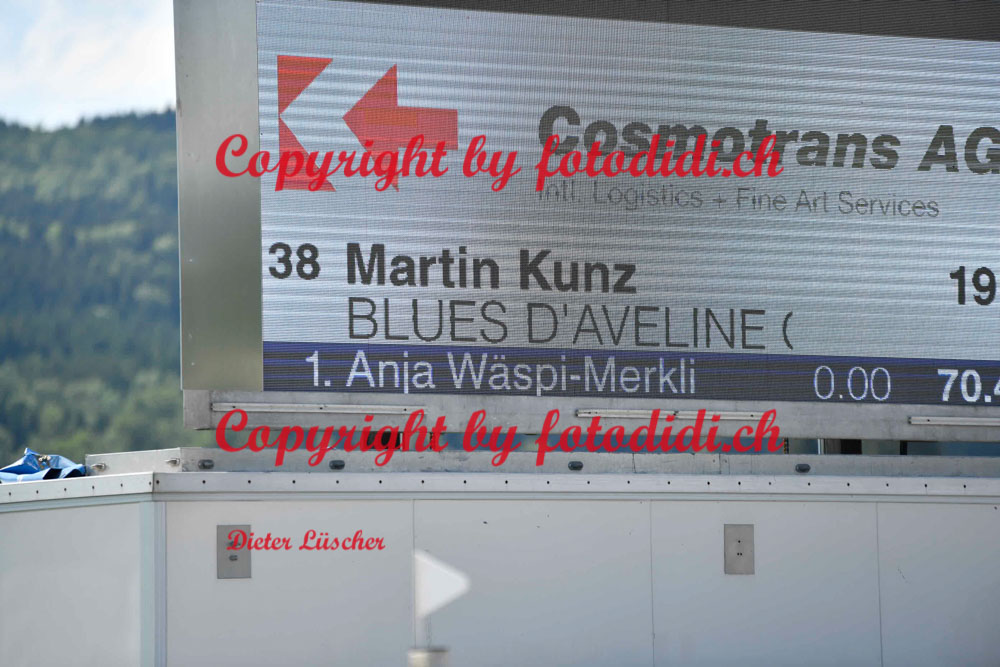 Cosmotrans AG
Copyright by fotodidi.ch
Intl. Logistics + Fine Art Services
38 Martin Kunz 19
BLUES D'AVELINE (
1. Anja Wäspi-Merkli 0.00 70.4
Copyright by fotodidi.ch
Dieter Lüscher